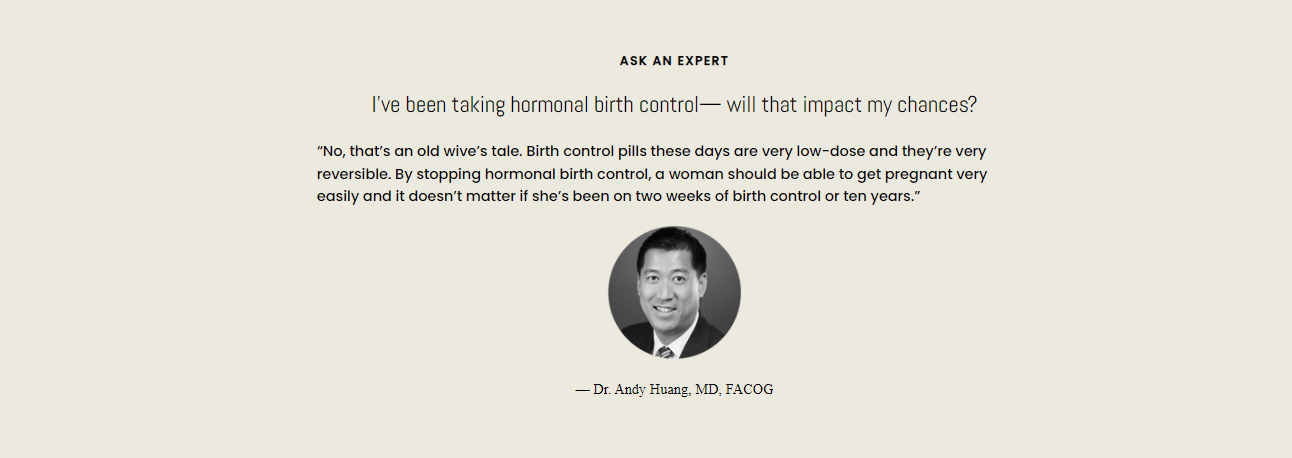 ASK AN EXPERT
I've been taking hormonal birth control— will that impact my chances?
“No, that’s an old wive’s tale. Birth control pills these days are very low-dose and they’re very
reversible. By stopping hormonal birth control, a woman should be able to get pregnant very
easily and it doesn’t matter if she’s been on two weeks of birth control or ten years.”
— Dr. Andy Huang, MD, FACOG